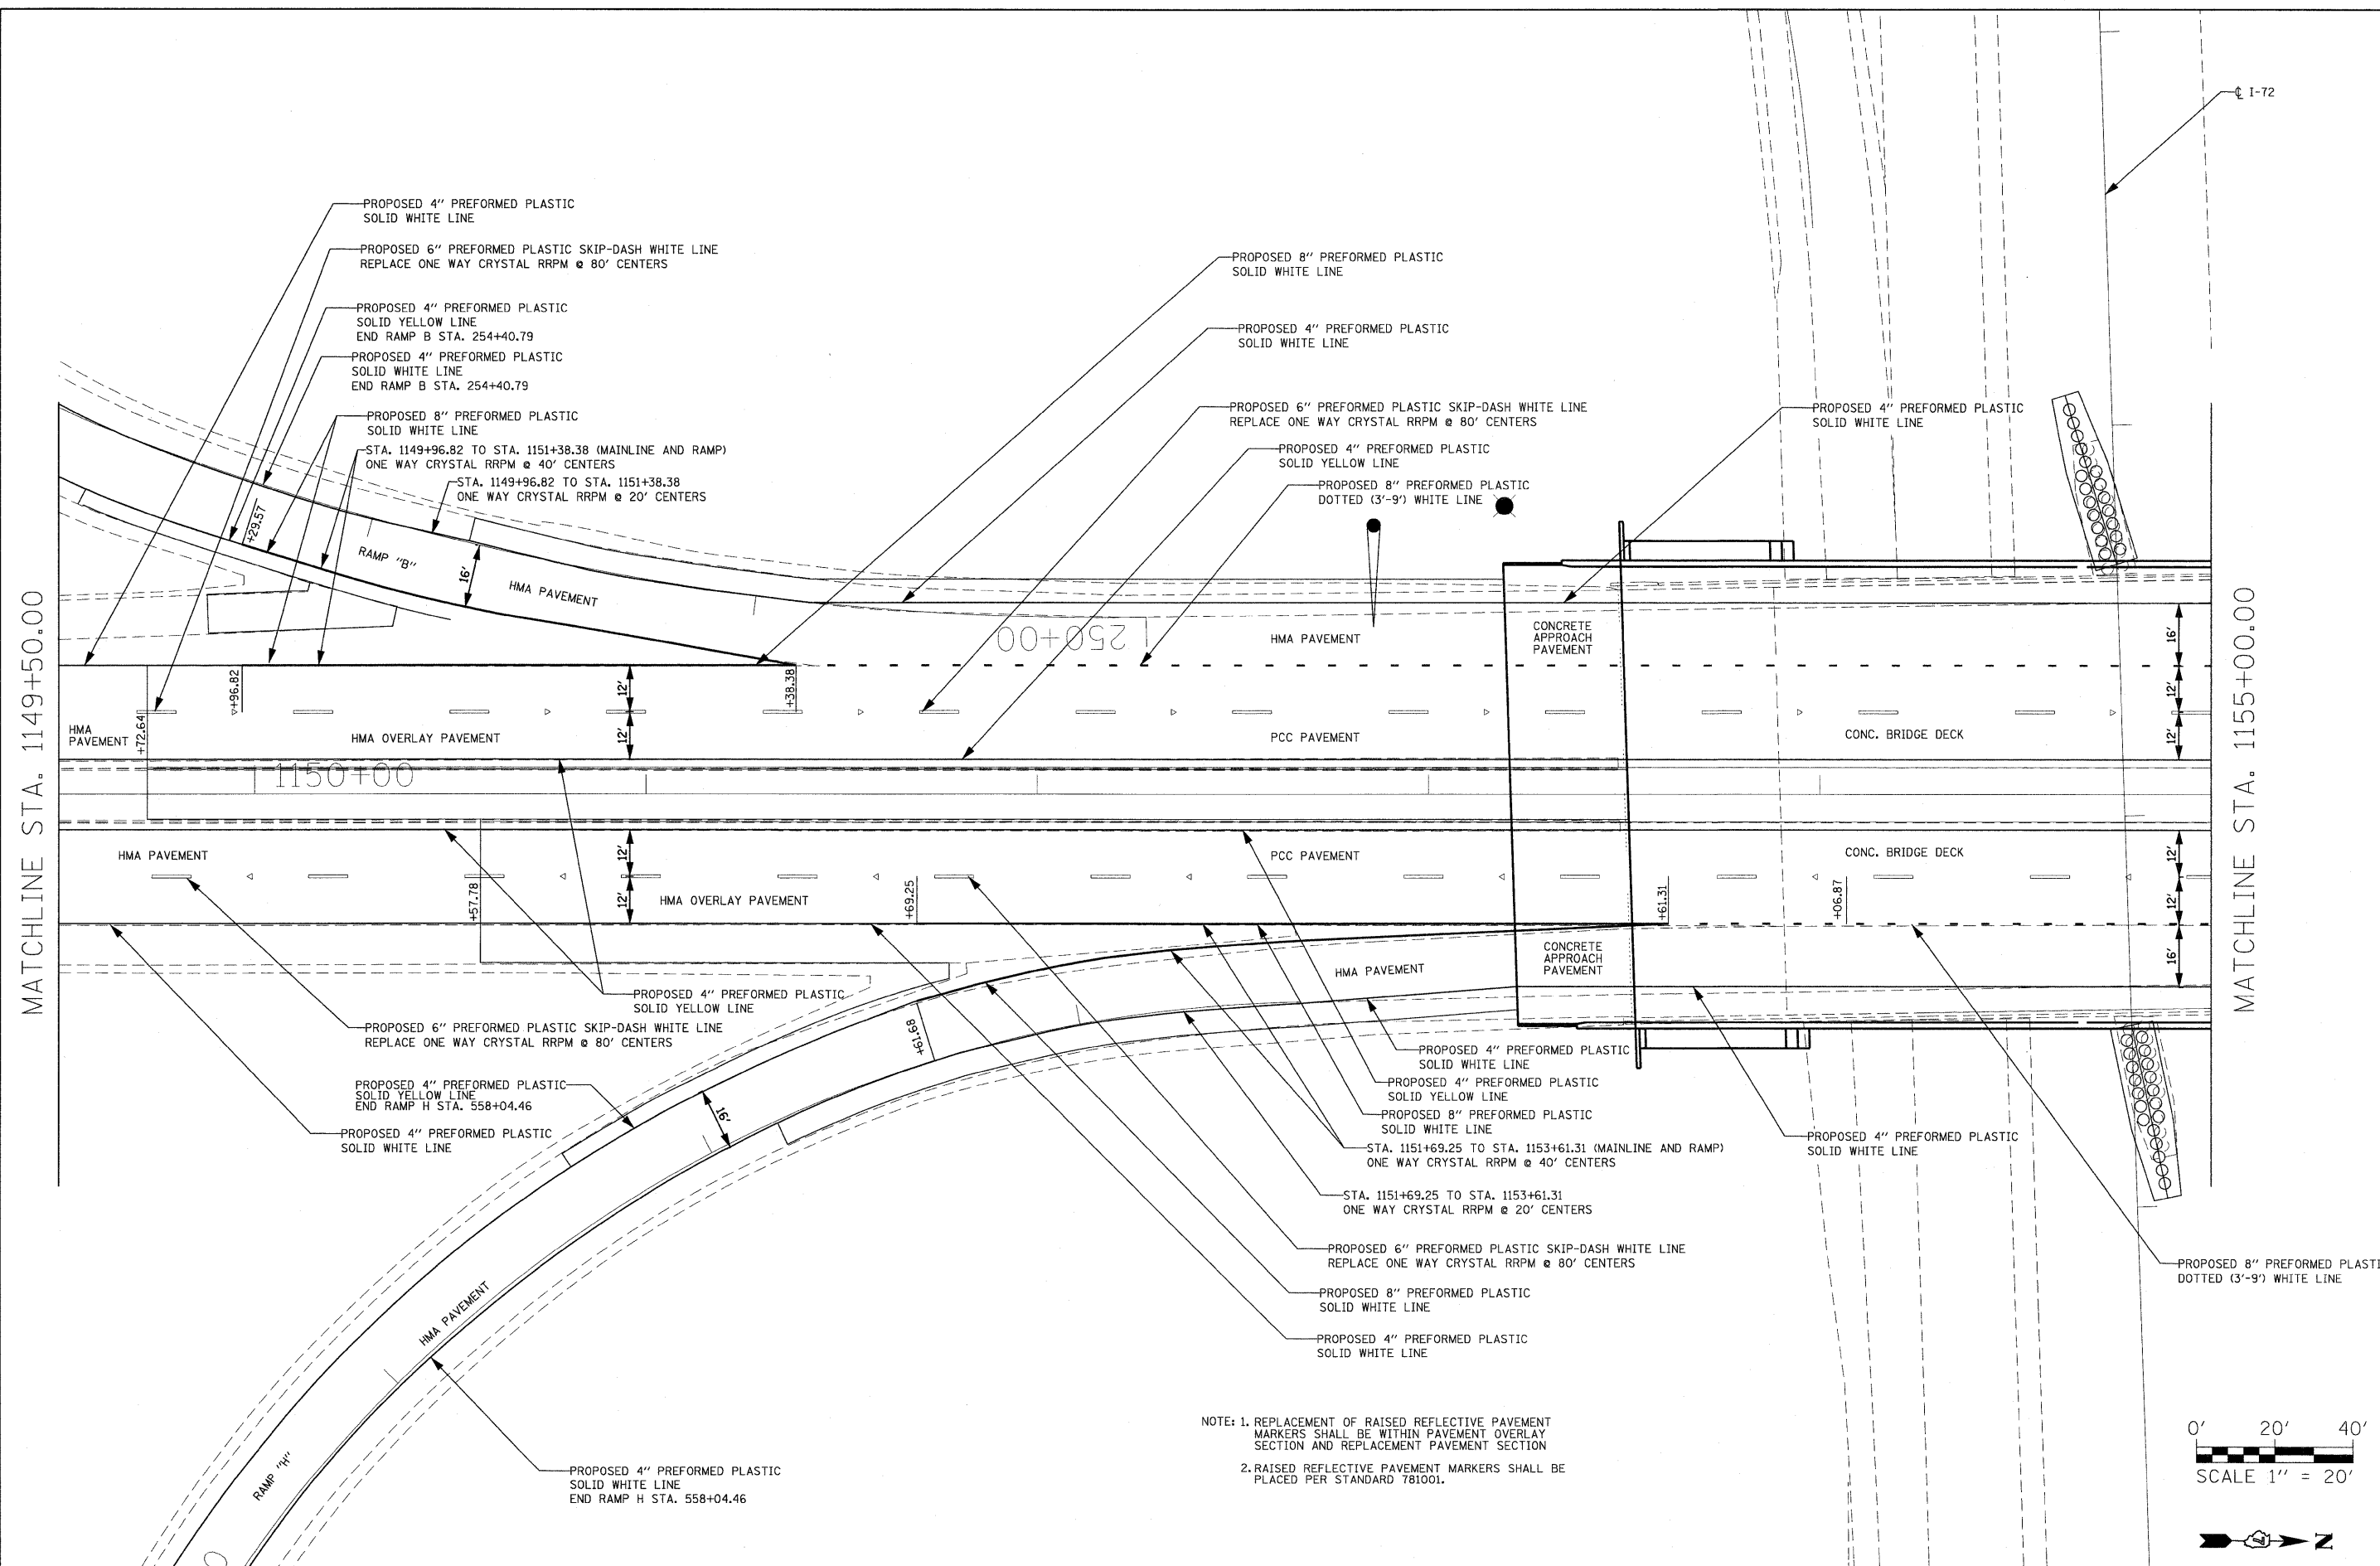 ℄ I-72
PROPOSED 4" PREFORMED PLASTIC
SOLID WHITE LINE
PROPOSED 6" PREFORMED PLASTIC SKIP-DASH WHITE LINE
REPLACE ONE WAY CRYSTAL RRPM @ 80' CENTERS
PROPOSED 4" PREFORMED PLASTIC
SOLID YELLOW LINE
END RAMP B STA. 254+40.79
PROPOSED 4" PREFORMED PLASTIC
SOLID WHITE LINE
END RAMP B STA. 254+40.79
PROPOSED 8" PREFORMED PLASTIC
SOLID WHITE LINE
STA. 1149+96.82 TO STA. 1151+38.38 (MAINLINE AND RAMP)
ONE WAY CRYSTAL RRPM @ 40' CENTERS
STA. 1149+96.82 TO STA. 1151+38.38
ONE WAY CRYSTAL RRPM @ 20' CENTERS
PROPOSED 8" PREFORMED PLASTIC
SOLID WHITE LINE
PROPOSED 4" PREFORMED PLASTIC
SOLID WHITE LINE
PROPOSED 6" PREFORMED PLASTIC SKIP-DASH WHITE LINE
REPLACE ONE WAY CRYSTAL RRPM @ 80' CENTERS
PROPOSED 4" PREFORMED PLASTIC
SOLID YELLOW LINE
PROPOSED 8" PREFORMED PLASTIC
DOTTED (3'-9') WHITE LINE
PROPOSED 4" PREFORMED PLASTIC
SOLID WHITE LINE
+29.57
RAMP "B"
16'
HMA PAVEMENT
250+00
HMA PAVEMENT
CONCRETE
APPROACH
PAVEMENT
16'
MATCHLINE STA. 1149+50.00
MATCHLINE STA. 1155+00.00
+96.82
12'
+38.38
12'
HMA
PAVEMENT
+72.64
HMA OVERLAY PAVEMENT
12'
PCC PAVEMENT
CONC. BRIDGE DECK
12'
1150+00
HMA PAVEMENT
12'
PCC PAVEMENT
CONC. BRIDGE DECK
12'
+57.78
12'
HMA OVERLAY PAVEMENT
+69.25
+61.31
+06.87
12'
CONCRETE
APPROACH
PAVEMENT
HMA PAVEMENT
16'
PROPOSED 4" PREFORMED PLASTIC
SOLID YELLOW LINE
PROPOSED 6" PREFORMED PLASTIC SKIP-DASH WHITE LINE
REPLACE ONE WAY CRYSTAL RRPM @ 80' CENTERS
+61.68
PROPOSED 4" PREFORMED PLASTIC
SOLID YELLOW LINE
END RAMP H STA. 558+04.46
16'
PROPOSED 4" PREFORMED PLASTIC
SOLID WHITE LINE
PROPOSED 4" PREFORMED PLASTIC
SOLID WHITE LINE
PROPOSED 4" PREFORMED PLASTIC
SOLID YELLOW LINE
PROPOSED 8" PREFORMED PLASTIC
SOLID WHITE LINE
STA. 1151+69.25 TO STA. 1153+61.31 (MAINLINE AND RAMP)
ONE WAY CRYSTAL RRPM @ 40' CENTERS
STA. 1151+69.25 TO STA. 1153+61.31
ONE WAY CRYSTAL RRPM @ 20' CENTERS
PROPOSED 6" PREFORMED PLASTIC SKIP-DASH WHITE LINE
REPLACE ONE WAY CRYSTAL RRPM @ 80' CENTERS
PROPOSED 8" PREFORMED PLASTIC
SOLID WHITE LINE
PROPOSED 4" PREFORMED PLASTIC
SOLID WHITE LINE
PROPOSED 4" PREFORMED PLASTIC
SOLID WHITE LINE
PROPOSED 8" PREFORMED PLASTI
DOTTED (3'-9') WHITE LINE
HMA PAVEMENT
RAMP "H"
PROPOSED 4" PREFORMED PLASTIC
SOLID WHITE LINE
END RAMP H STA. 558+04.46
NOTE: 1. REPLACEMENT OF RAISED REFLECTIVE PAVEMENT
MARKERS SHALL BE WITHIN PAVEMENT OVERLAY
SECTION AND REPLACEMENT PAVEMENT SECTION
2. RAISED REFLECTIVE PAVEMENT MARKERS SHALL BE
PLACED PER STANDARD 781001.
0' 20' 40'
SCALE 1" = 20'
N